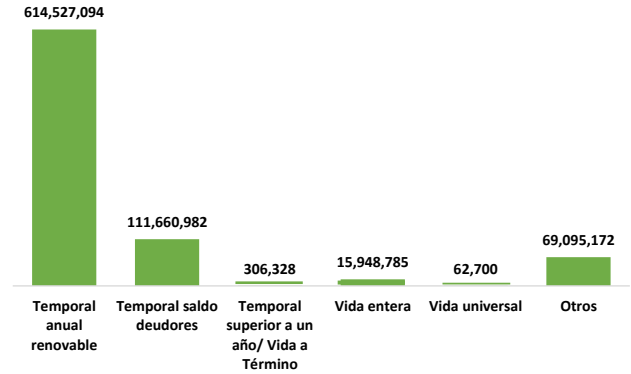 614,527,094
111,660,982
306,328
15,948,785
62,700
69,095,172
Temporal
anual
renovable
Temporal saldo
deudores
Temporal
superior a un
año/ Vida a
Término
Vida entera
Vida universal
Otros